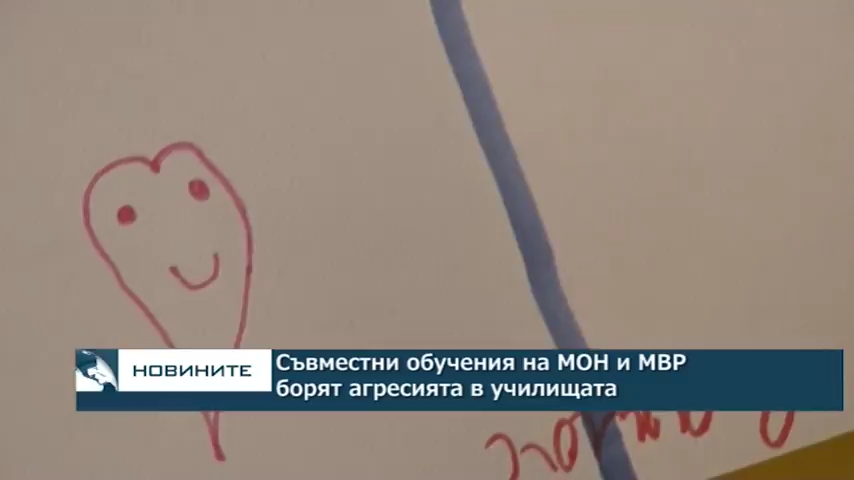 НОВИНИТЕ
Съвместни обучения на МОН и МВР
борят агресията в училищата